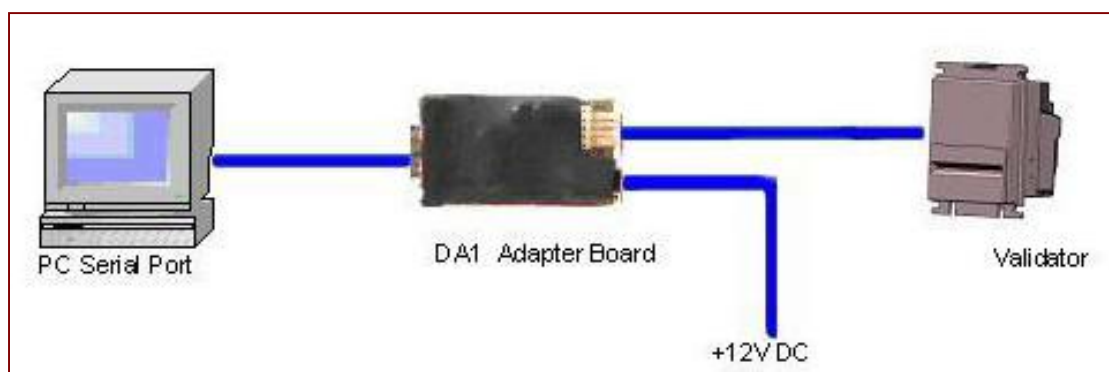 PC Serial Port
DA1 Adapter Board
Validator
+12V DC